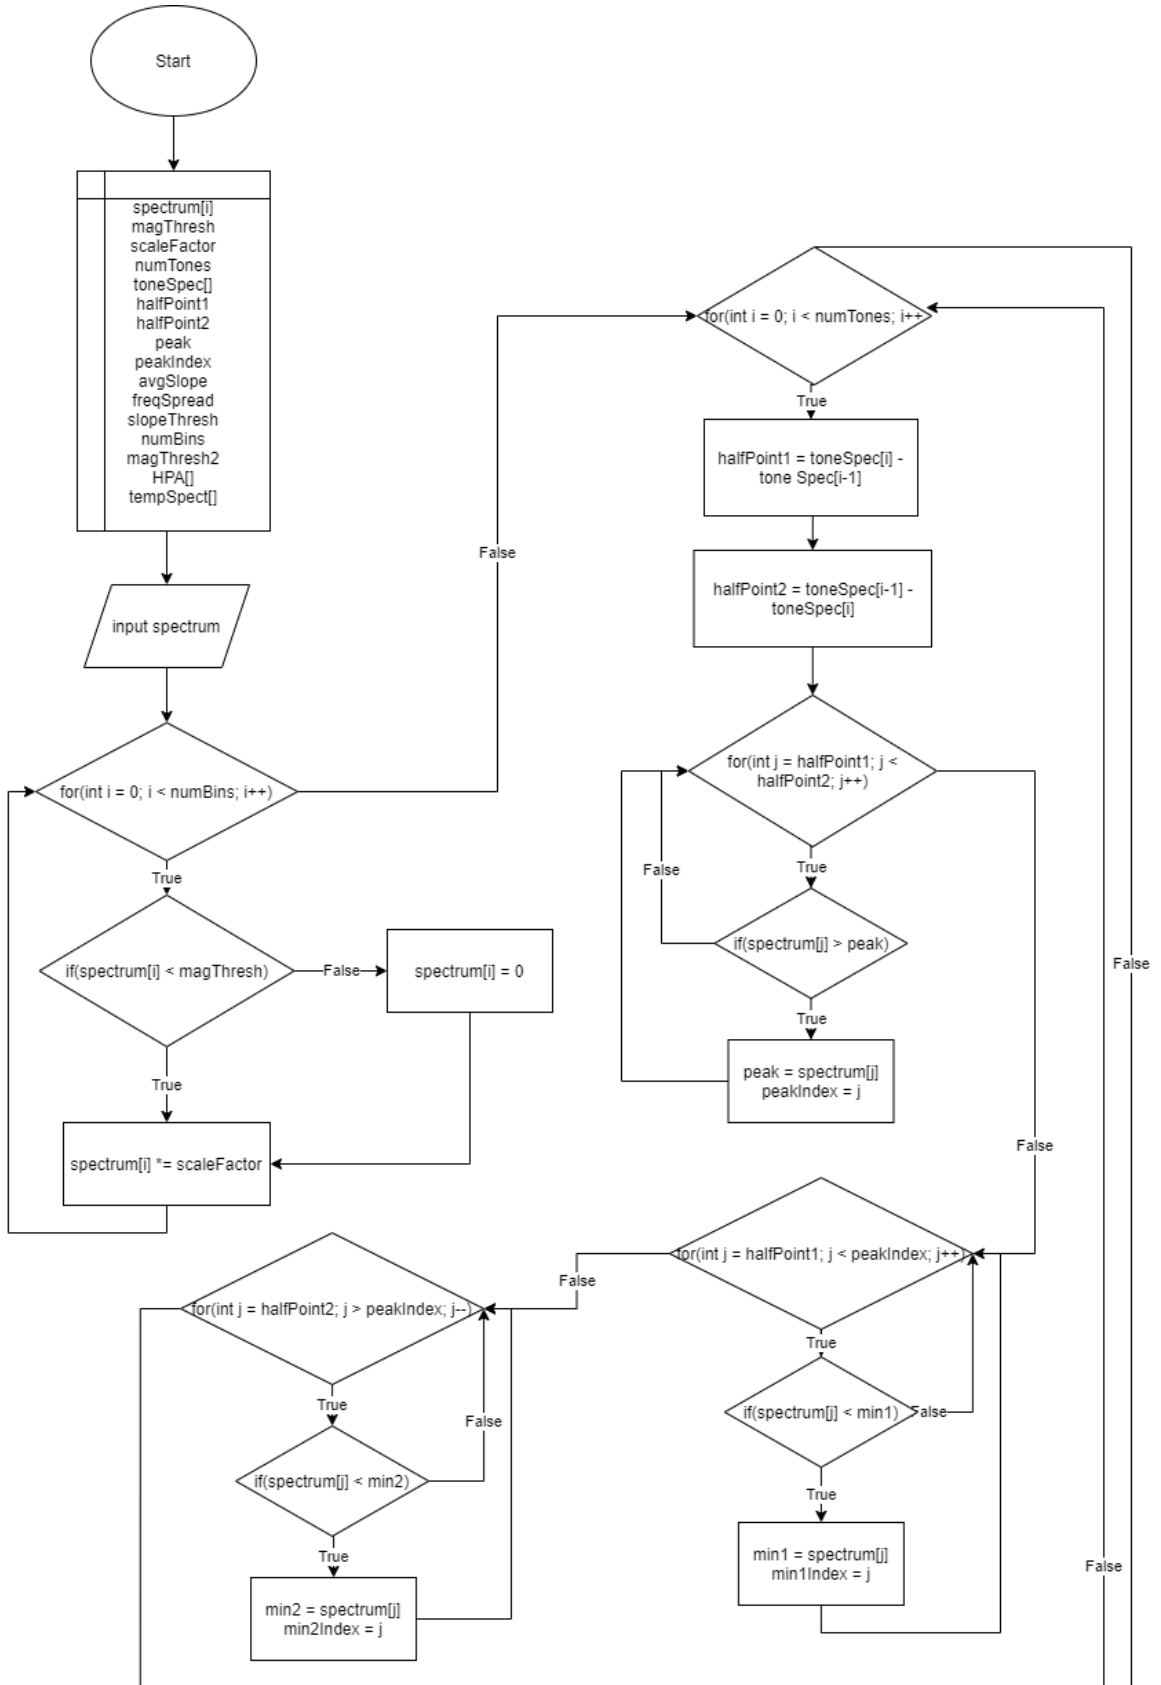 Start
spectrum[i]
magThresh
scaleFactor
numTones
toneSpec[]
halfPoint1
halfPoint2
peak
peakIndex
avgSlope
freqSpread
slopeThresh
numBins
magThresh2
HPA[]
tempSpect[]
input spectrum
for(int i = 0; i < numBins; i++)
False
True
if(spectrum[i] < magThresh)
False
spectrum[i] = 0
True
spectrum[i] *= scaleFactor
for(int i = 0; i < numTones; i++
True
halfPoint1 = toneSpec[i] -
tone Spec[i-1]
halfPoint2 = toneSpec[i-1] -
toneSpec[i]
for(int j = halfPoint1; j <
halfPoint2; j++)
True
False
if(spectrum[j] > peak)
True
peak = spectrum[j]
peakIndex = j
False
False
for(int j = halfPoint1; j < peakIndex; j++)
False
True
if(spectrum[j] < min1)
False
True
min1 = spectrum[j]
min1Index = j
False
for(int j = halfPoint2; j > peakIndex; j--)
True
False
if(spectrum[j] < min2)
True
min2 = spectrum[j]
min2Index = j